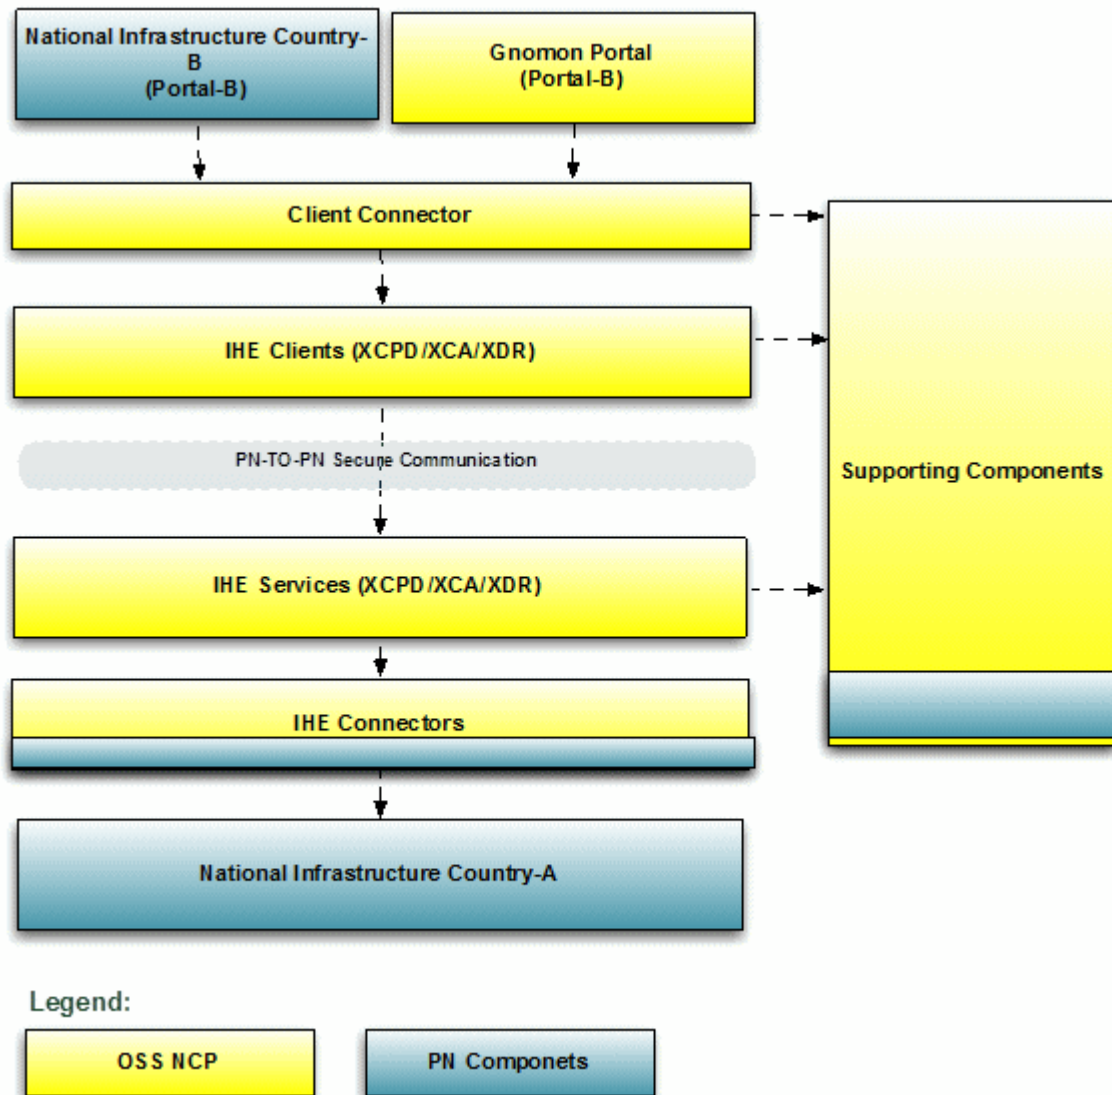 National Infrastructure Country-
B
(Portal-B)
Gnomon Portal
(Portal-B)
Client Connector
IHE Clients (XCPD/XCA/XDR)
PN-TO-PN Secure Communication
Supporting Components
IHE Services (XCPD/XCA/XDR)
IHE Connectors
National Infrastructure Country-A
Legend:
OSS NCP
PN Componets